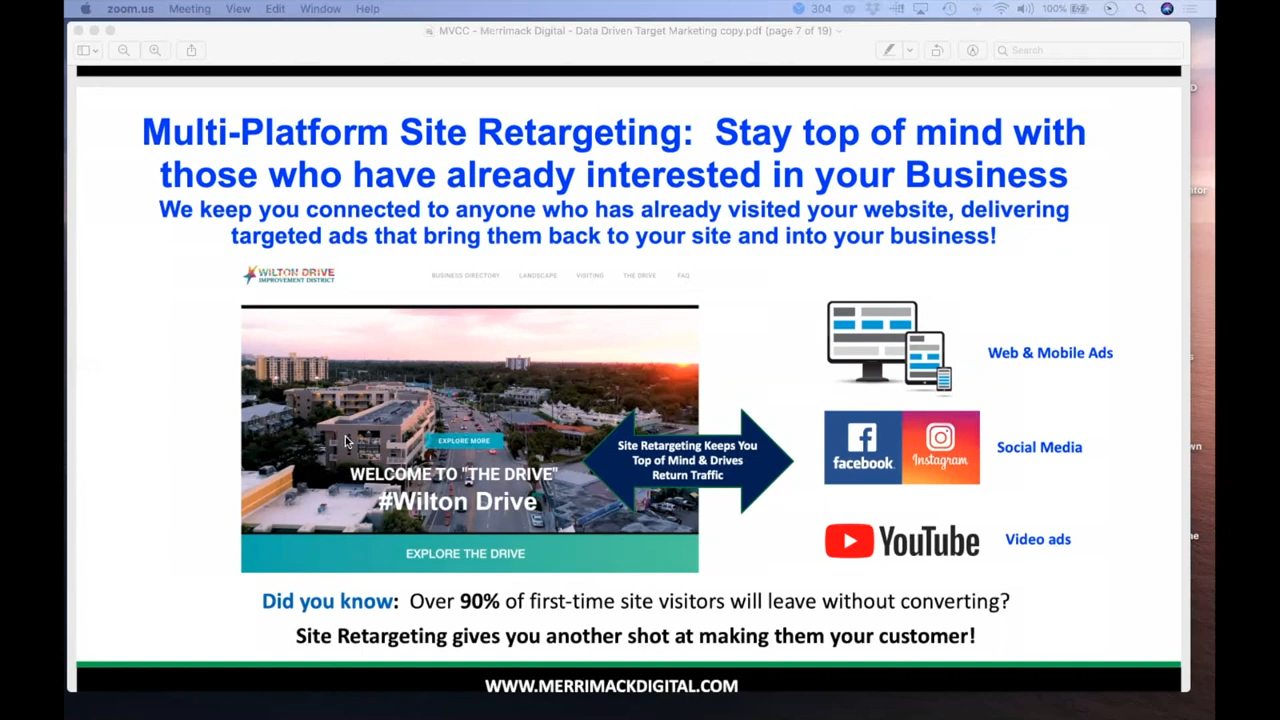 zoom.us Meeting View Edit Window Help 304 100%
MVCC - Merrimack Digital - Data Driven Target Marketing copy.pdf (page 7 of 19)
Search
Multi-Platform Site Retargeting: Stay top of mind with
those who have already interested in your Business
We keep you connected to anyone who has already visited your website, delivering
targeted ads that bring them back to your site and into your business!
WILTON DRIVE
IMPROVEMENT DISTRICT
BUSINESS DIRECTORY LANDSCAPE VISITING THE DRIVE FAQ
EXPLORE MORE
WELCOME TO "THE DRIVE"
#Wilton Drive
EXPLORE THE DRIVE
Site Retargeting Keeps You
Top of Mind & Drives
Return Traffic
Web & Mobile Ads
facebook
Instagram
Social Media
YouTube
Video ads
Did you know: Over 90% of first-time site visitors will leave without converting?
Site Retargeting gives you another shot at making them your customer!
WWW.MERRIMACKDIGITAL.COM